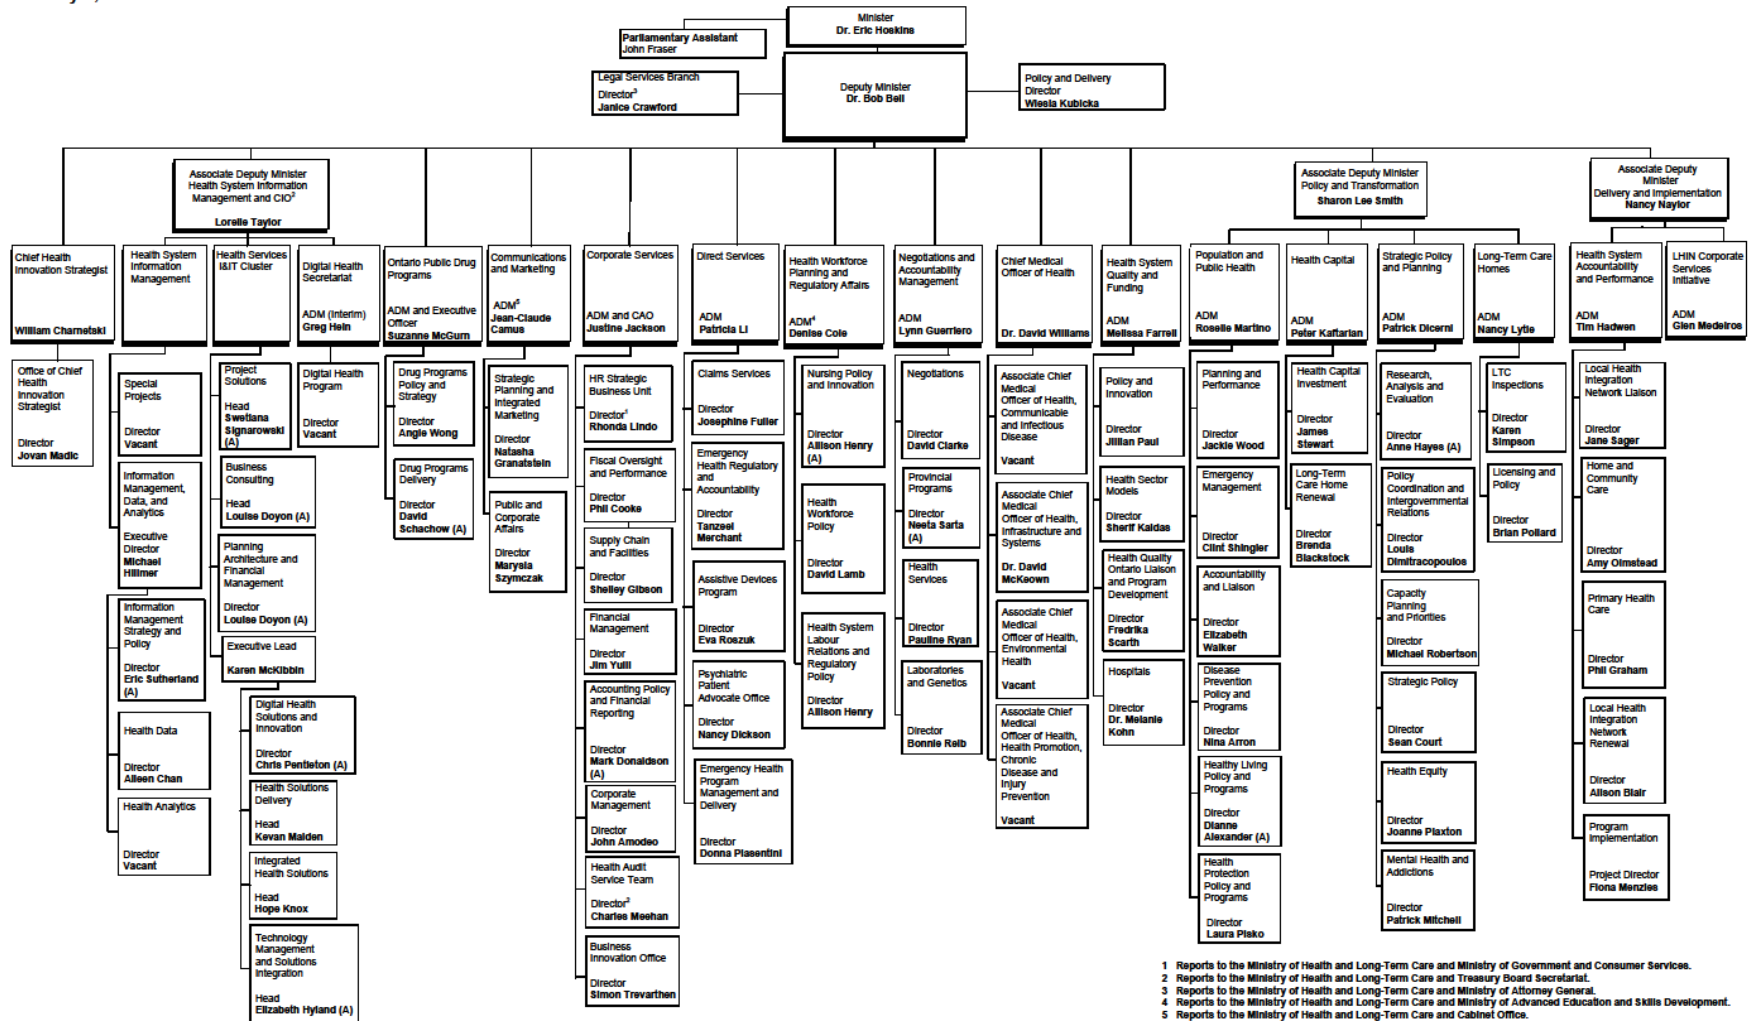 Minister
Dr. Eric Hoskins
Parliamentary Assistant
John Fraser
Legal Services Branch
Director3
Janice Crawford
Deputy Minister
Dr. Bob Bell
Policy and Delivery
Director
Wiesia Kubicka
Associate Deputy Minister
Health System Information
Management and CIO2
Lorelle Taylor
Associate Deputy Minister
Policy and Transformation
Sharon Lee Smith
Associate Deputy
Minister
Delivery and Implementation
Nancy Naylor
Chief Health
Innovation Strategist
William Charnetski
Health System
Information
Management
Health Services
I&IT Cluster
Digital Health
Secretariat
ADM (Interim)
Greg Hein
Ontario Public Drug
Programs
ADM and Executive
Officer
Suzanne McGurn
Communications
and Marketing
ADM5
Jean-Claude
Camus
Corporate Services
ADM and CAO
Justine Jackson
Direct Services
ADM
Patricia Li
Health Workforce
Planning and
Regulatory Affairs
ADM4
Denise Cole
Negotiations and
Accountability
Management
ADM
Lynn Guerriero
Chief Medical
Officer of Health
Dr. David Williams
Health System
Quality and
Funding
ADM
Melissa Farrell
Population and
Public Health
ADM
Roselle Martino
Health Capital
ADM
Peter Kaftarian
Strategic Policy
and Planning
ADM
Patrick Dicerni
Long-Term Care
Homes
ADM
Nancy Lytle
Health System
Accountability
and Performance
ADM
Tim Hadwen
LHIN Corporate
Services
Initiative
ADM
Glen Medeiros
Office of Chief
Health
Innovation
Strategist
Director
Jovan Madic
Special
Projects
Director
Vacant
Information
Management,
Data, and
Analytics
Executive
Director
Michael
Hillmer
Information
Management
Strategy and
Policy
Director
Eric Sutherland
(A)
Health Data
Director
Aileen Chan
Health Analytics
Director
Vacant
Project
Solutions
Head
Swetlana
Signarowski
(A)
Business
Consulting
Head
Louise Doyon (A)
Planning
Architecture and
Financial
Management
Director
Louise Doyon (A)
Executive Lead
Karen McKibbin
Digital Health
Solutions and
Innovation
Director
Chris Pentleton (A)
Health Solutions
Delivery
Head
Kevan Malden
Integrated
Health Solutions
Head
Hope Knox
Technology
Management
and Solutions
Integration
Head
Elizabeth Hyland (A)
Digital Health
Program
Director
Vacant
Drug Programs
Policy and
Strategy
Director
Angie Wong
Drug Programs
Delivery
Director
David
Schachow (A)
Strategic
Planning and
Integrated
Marketing
Director
Natasha
Granatstein
Public and
Corporate
Affairs
Director
Marysia
Szymczak
HR Strategic
Business Unit
Director1
Rhonda Lindo
Fiscal Oversight
and Performance
Director
Phil Cooke
Supply Chain
and Facilities
Director
Shelley Gibson
Financial
Management
Director
Jim Yuill
Accounting Policy
and Financial
Reporting
Director
Mark Donaldson
(A)
Corporate
Management
Director
John Amodeo
Health Audit
Service Team
Director2
Charles Meehan
Business
Innovation Office
Director
Simon Trevarthen
Claims Services
Director
Josephine Fuller
Emergency
Health Regulatory
and
Accountability
Director
Tanzeel
Merchant
Assistive Devices
Program
Director
Eva Roszuk
Psychiatric
Patient
Advocate Office
Director
Nancy Dickson
Emergency Health
Program
Management and
Delivery
Director
Donna Piasentini
Nursing Policy
and Innovation
Director
Allison Henry
(A)
Health
Workforce
Policy
Director
David Lamb
Health System
Labour
Relations and
Regulatory
Policy
Director
Allison Henry
Negotiations
Director
David Clarke
Provincial
Programs
Director
Neeta Sarta
(A)
Health
Services
Director
Pauline Ryan
Laboratories
and Genetics
Director
Bonnie Reib
Associate Chief
Medical
Officer of Health,
Communicable
and Infectious
Disease
Vacant
Associate Chief
Medical
Officer of Health,
Infrastructure and
Systems
Dr. David
McKeown
Associate Chief
Medical
Officer of Health,
Environmental
Health
Vacant
Associate Chief
Medical
Officer of Health,
Health Promotion,
Chronic
Disease and
Injury
Prevention
Vacant
Policy and
Innovation
Director
Jillian Paul
Health Sector
Models
Director
Sherif Kaldas
Health Quality
Ontario Liaison
and Program
Development
Director
Fredrika
Scarth
Hospitals
Director
Dr. Melanie
Kohn
Planning and
Performance
Director
Jackie Wood
Emergency
Management
Director
Clint Shingler
Accountability
and Liaison
Director
Elizabeth
Walker
Disease
Prevention
Policy and
Programs
Director
Nina Arron
Healthy Living
Policy and
Programs
Director
Dianne
Alexander (A)
Health
Protection
Policy and
Programs
Director
Laura Pisko
Health Capital
Investment
Director
James
Stewart
Long-Term
Care Home
Renewal
Director
Brenda
Blackstock
Research,
Analysis and
Evaluation
Director
Anne Hayes (A)
Policy
Coordination and
Intergovernmental
Relations
Director
Louis
Dimitracopoulos
Capacity
Planning
and Priorities
Director
Michael Robertson
Strategic Policy
Director
Sean Court
Health Equity
Director
Joanne Plaxton
Mental Health and
Addictions
Director
Patrick Mitchell
LTC
Inspections
Director
Karen
Simpson
Licensing and
Policy
Director
Brian Pollard
Local Health
Integration
Network Liaison
Director
Jane Sager
Home and
Community
Care
Director
Amy Olmstead
Primary Health
Care
Director
Phil Graham
Local Health
Integration
Network
Renewal
Director
Alison Blair
Program
Implementation
Project Director
Fiona Menzies
1 Reports to the Ministry of Health and Long-Term Care and Ministry of Government and Consumer Services.
2 Reports to the Ministry of Health and Long-Term Care and Treasury Board Secretariat.
3 Reports to the Ministry of Health and Long-Term Care and Ministry of Attorney General.
4 Reports to the Ministry of Health and Long-Term Care and Ministry of Advanced Education and Skills Development.
5 Reports to the Ministry of Health and Long-Term Care and Cabinet Office.